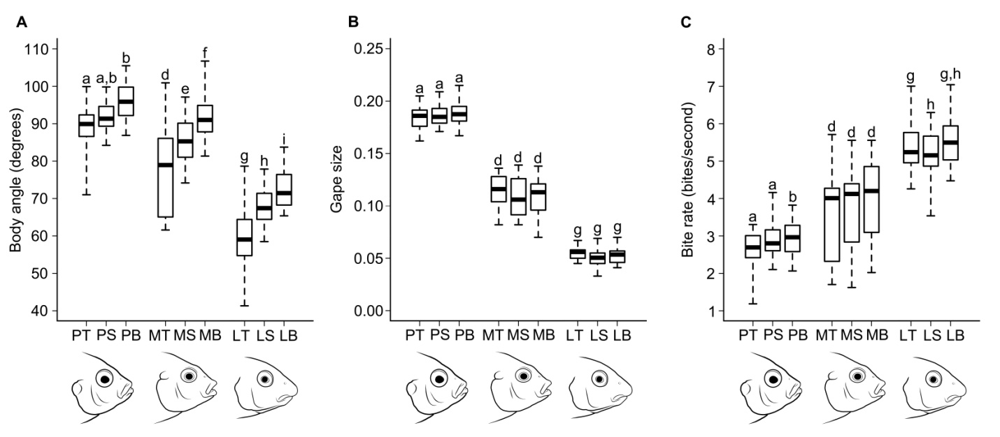 A
Body angle (degrees)
110
100
90
80
70
60
50
40
a
a,b
b
d
e
f
g
h
i
PT PS PB MT MS MB LT LS LB
B
Gape size
0.25
0.20
0.15
0.10
0.05
0.00
a
a
a
d
d
d
g
g
g
PT PS PB MT MS MB LT LS LB
C
Bite rate (bites/second)
8
7
6
5
4
3
2
1
a
a
b
d
d
d
g
h
g,h
PT PS PB MT MS MB LT LS LB